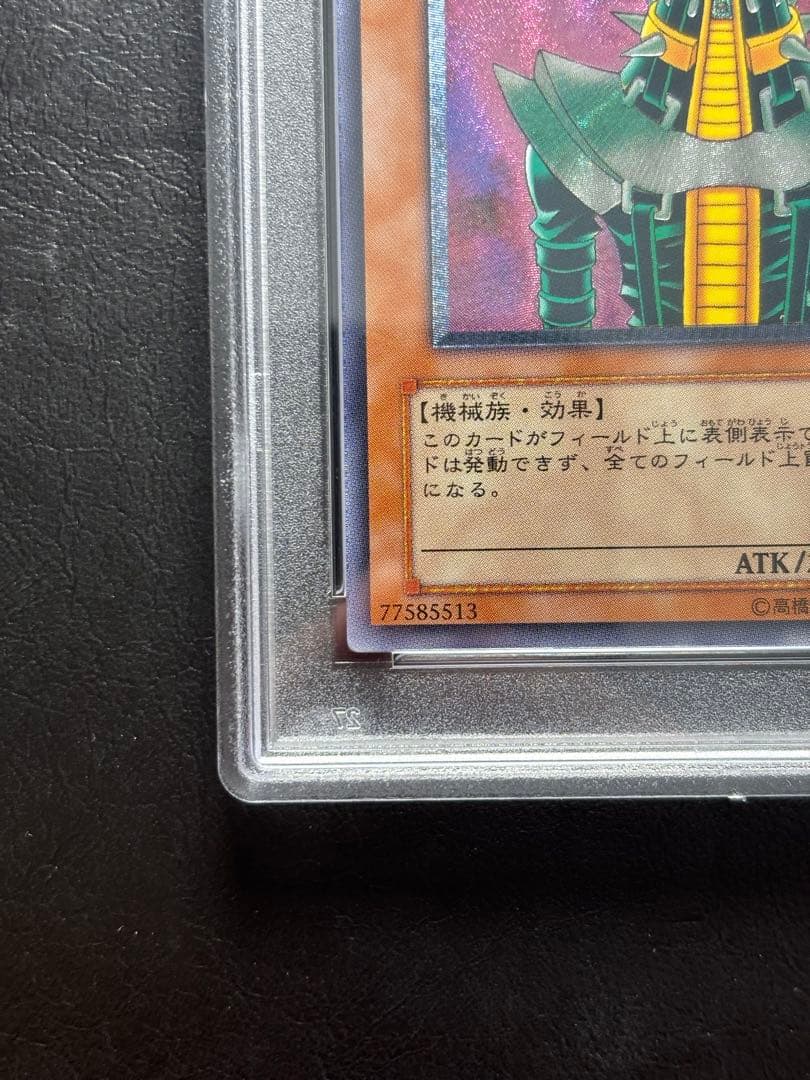 【機械族・効果】
このカードがフィールド上に表側表示で
ドは発動できず、全てのフィールド上
になる。
ATK/
77585513
©高橋
27